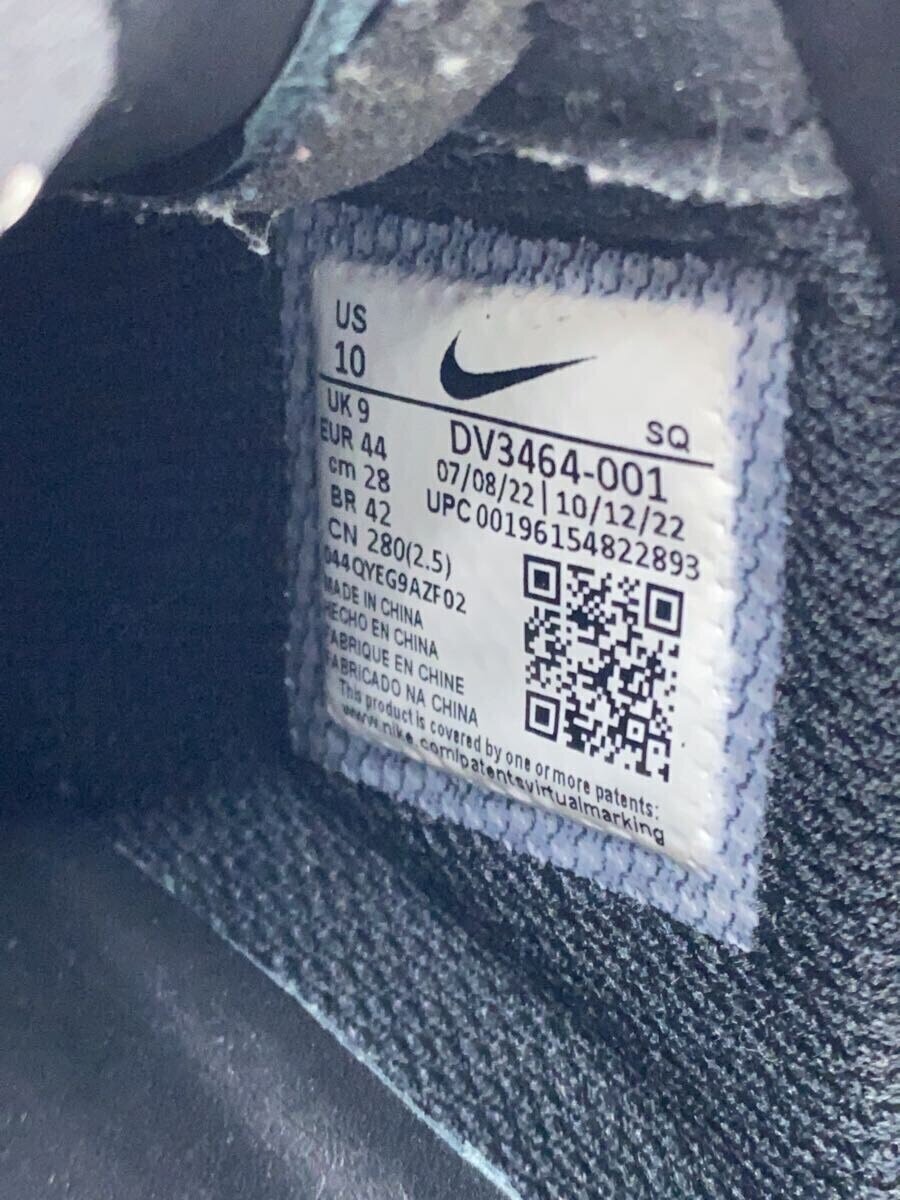 US
10
SQ
UK 9
EUR 44
cm 28
BR 42
CN 280(2.5)
DV3464-001
07/08/22 | 10/12/22
UPC 00196154822893
044QYEG9AZF02
MADE IN CHINA
HECHO EN CHINA
FABRIQUE EN CHINE
FABRICADO NA CHINA
This product is covered by one or more patents:
www.nike.com/patentsvirtualmarking